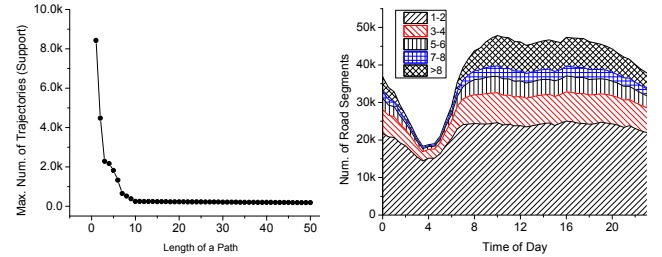 Max. Num. of Trajectories (Support)
10.0k
8.0k
6.0k
4.0k
2.0k
0.0
0 10 20 30 40 50
Length of a Path
Num. of Road Segments
50k
40k
30k
20k
10k
0
1-2
3-4
5-6
7-8
>8
0 4 8 12 16 20
Time of Day